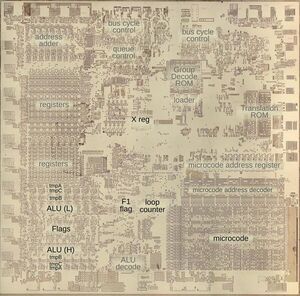 address
adder
bus cycle
control
queue
control
bus cycle
control
Group
Decode
ROM
loader
Translation
ROM
registers
X reg
registers
microcode address register
microcode address decoder
tmpA
tmpC
tmpB
ALU (L)
Flags
ALU (H)
tmpB
tmpX
F1
flag
loop
counter
microcode
ALU
decode